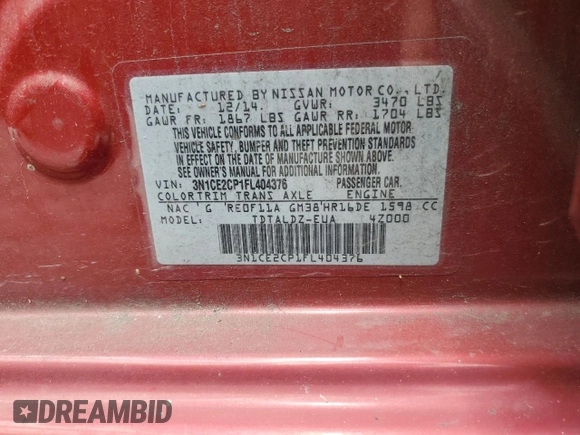 MANUFACTURED BY NISSAN MOTOR CO., LTD.
DATE: 12/14. GVWR: 3470 LBS
GAWR FR: 1867 LBS GAWR RR: 1704 LBS
THIS VEHICLE CONFORMS TO ALL APPLICABLE FEDERAL MOTOR
VEHICLE SAFETY, BUMPER AND THEFT PREVENTION STANDARDS
IN EFFECT ON THE DATE OF MANUFACTURE SHOWN ABOVE.
SEE OWNER'S MANUAL FOR ADDITIONAL INFORMATION.
VIN: 3N1CE2CP1FL404376 PASSENGER CAR.
COLOR TRIM TRANS AXLE ENGINE
NAC G RE0F11A GM38 HR16DE 1598 CC
MODEL: TDTALDZ-EUA 4Z000
3N1CE2CP1FL404376
DREAMBID